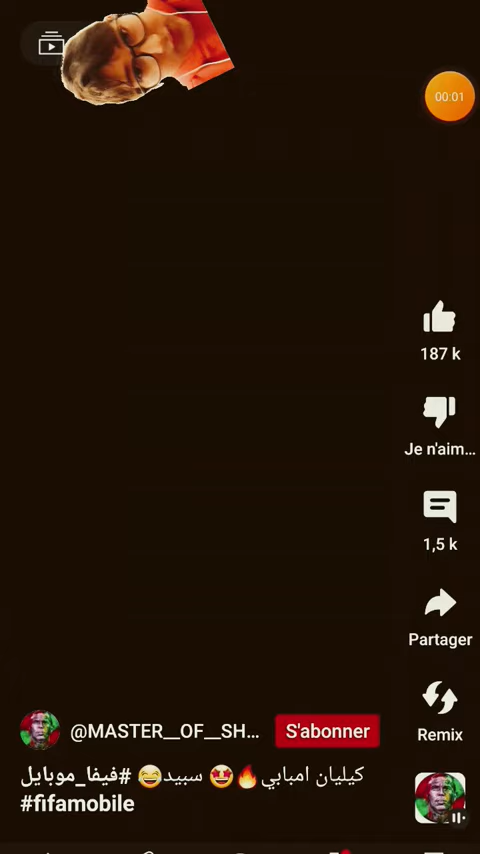 00:01
187 k
Je n'aim...
1,5 k
Partager
Remix
@MASTER__OF__SH...
S'abonner
كيليان امبابي🔥🤩 سبيد😂 #فيفا_موبايل
#fifamobile